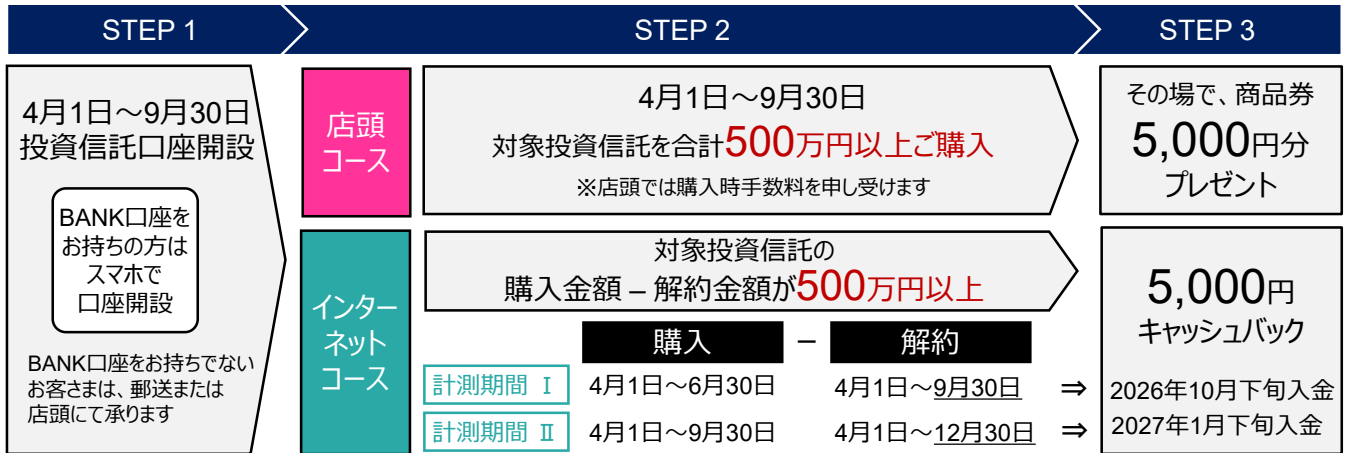 STEP 1
STEP 2
STEP 3
4月1日～9月30日
投資信託口座開設
BANK口座を
お持ちの方は
スマホで
口座開設
BANK口座をお持ちでない
お客さまは、郵送または
店頭にて承ります
店頭
コース
4月1日～9月30日
対象投資信託を合計500万円以上ご購入
※店頭では購入時手数料を申し受けます
その場で、商品券
5,000円分
プレゼント
インター
ネット
コース
対象投資信託の
購入金額 – 解約金額が500万円以上
購入 – 解約
計測期間 Ⅰ 4月1日～6月30日 4月1日～9月30日 ⇒
計測期間 Ⅱ 4月1日～9月30日 4月1日～12月30日 ⇒
5,000円
キャッシュバック
2026年10月下旬入金
2027年1月下旬入金